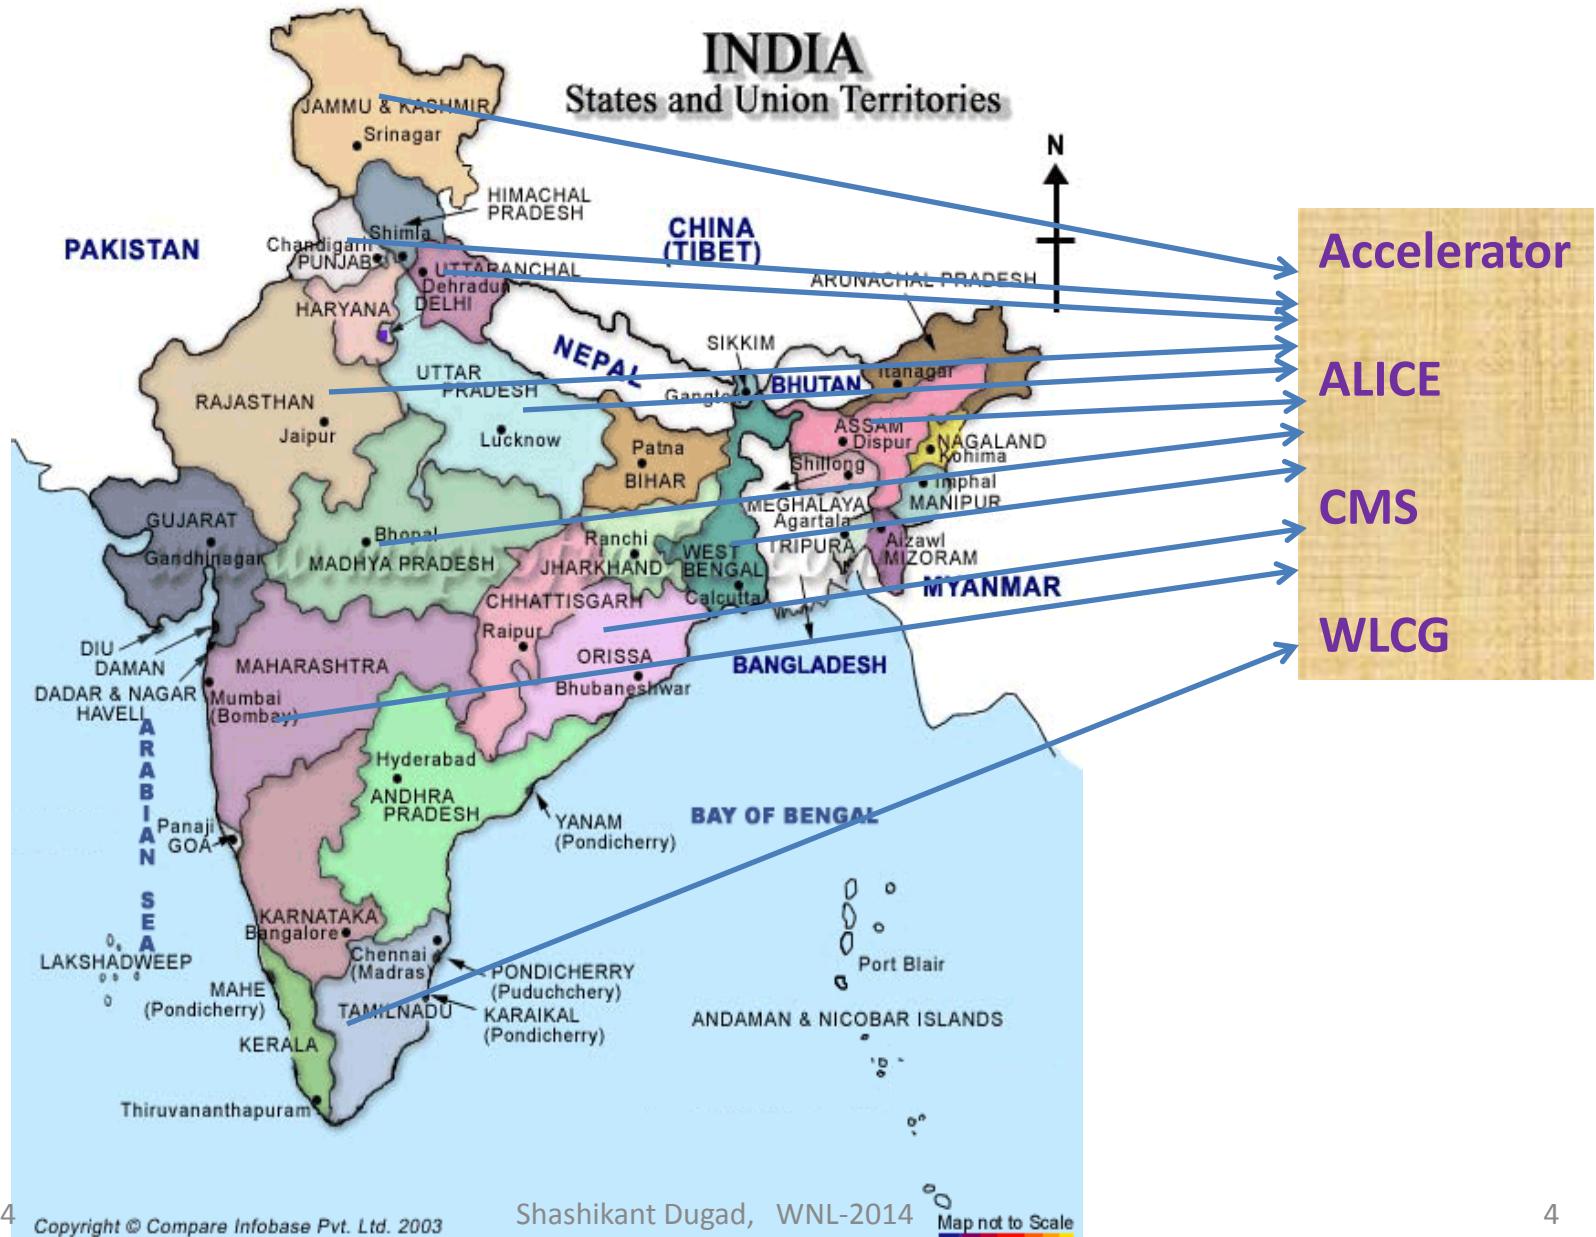 INDIA
States and Union Territories
JAMMU & KASHMIR
Srinagar
N
HIMACHAL
PRADESH
PAKISTAN
CHINA
(TIBET)
Shimla
Chandigarh
PUNJAB
UTTARANCHAL
Dehradun
DELHI
HARYANA
ARUNACHAL PRADESH
Accelerator
ALICE
CMS
WLCG
NEPAL
SIKKIM
BHUTAN
Itanagar
Gangtok
UTTAR
PRADESH
RAJASTHAN
Jaipur
Lucknow
Patna
BIHAR
ASSAM
Dispur
NAGALAND
Kohima
Shillong
Imphal
MANIPUR
MEGHALAYA
Agartala
TRIPURA
Aizawl
MIZORAM
MYANMAR
GUJARAT
Gandhinagar
Bhopal
MADHYA PRADESH
Ranchi
JHARKHAND
WEST
BENGAL
Calcutta
CHHATTISGARH
Raipur
ORISSA
Bhubaneshwar
BANGLADESH
DIU
DAMAN
DADAR & NAGAR
HAVELI
MAHARASHTRA
Mumbai
(Bombay)
ARABIAN SEA
Hyderabad
ANDHRA
PRADESH
YANAM
(Pondicherry)
BAY OF BENGAL
Panaji
GOA
KARNATAKA
Bangalore
Chennai
(Madras)
PONDICHERRY
(Puduchchery)
LAKSHADWEEP
MAHE
(Pondicherry)
TAMILNADU
KARAIKAL
(Pondicherry)
KERALA
Thiruvananthapuram
Port Blair
ANDAMAN & NICOBAR ISLANDS
4
Copyright © Compare Infobase Pvt. Ltd. 2003
Shashikant Dugad, WNL-2014
Map not to Scale
4